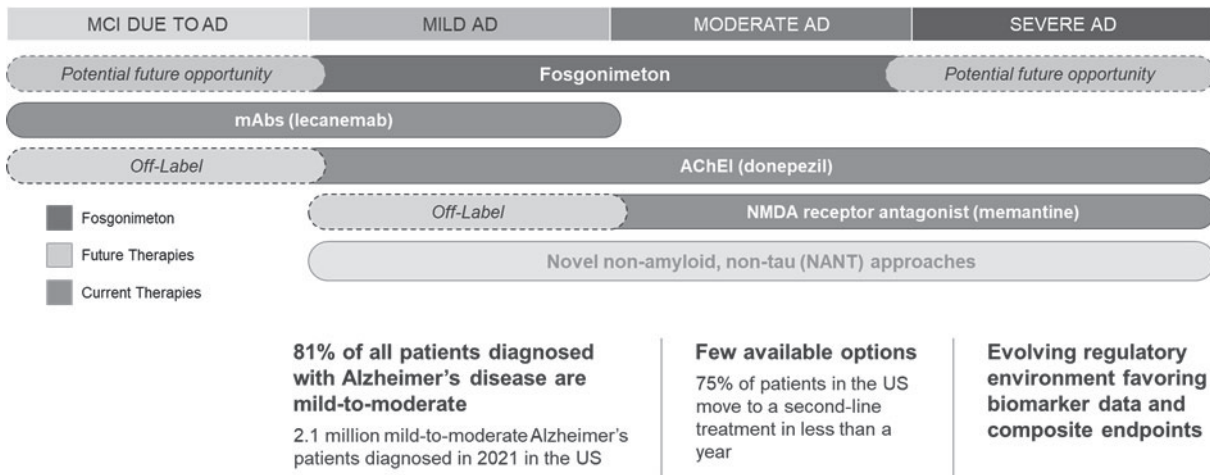 MCI DUE TO AD
MILD AD
MODERATE AD
SEVERE AD
Potential future opportunity
Fosgonimeton
Potential future opportunity
mAbs (lecanemab)
Off-Label
AChEI (donepezil)
Off-Label
NMDA receptor antagonist (memantine)
Novel non-amyloid, non-tau (NANT) approaches
Fosgonimeton
Future Therapies
Current Therapies
81% of all patients diagnosed
with Alzheimer's disease are
mild-to-moderate
2.1 million mild-to-moderate Alzheimer's
patients diagnosed in 2021 in the US
Few available options
75% of patients in the US
move to a second-line
treatment in less than a
year
Evolving regulatory
environment favoring
biomarker data and
composite endpoints